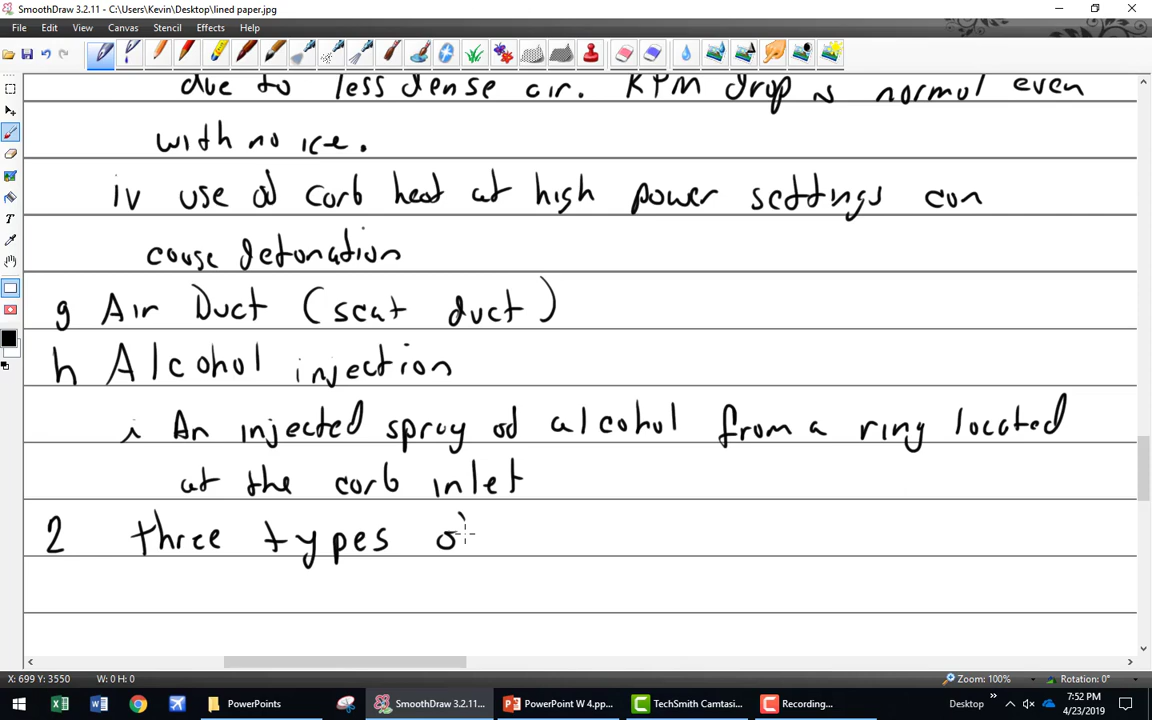 SmoothDraw 3.2.11 - C:\Users\Kevin\Desktop\lined paper.jpg
File Edit View Canvas Stencil Effects Help
due to less dense air. RPM drop is normal even
with no ice.
iv use of carb heat at high power settings can
cause detonation
g Air Duct (scat duct)
h Alcohol injection
i An injected spray of alcohol from a ring located
at the carb inlet
2 three types o
X: 699 Y: 3550 W: 0 H: 0 Zoom: 100% Rotation: 0°
PowerPoints SmoothDraw 3.2.11... PowerPoint W 4.pp... TechSmith Camtasi... Recording... Desktop 7:52 PM
4/23/2019